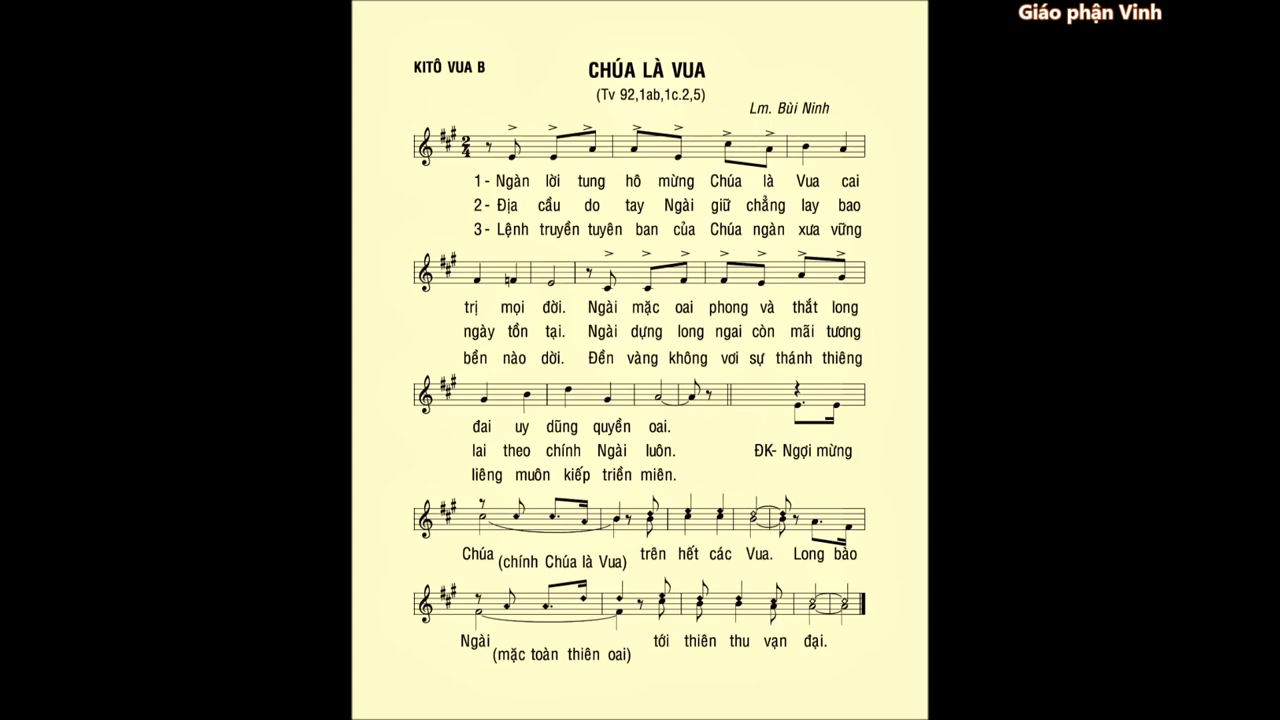 Giáo phận Vinh
KITÔ VUA B
CHÚA LÀ VUA
(Tv 92,1ab,1c.2,5)
Lm. Bùi Ninh
2
4
1- Ngàn lời tung hô mừng Chúa là Vua cai
2- Địa cầu do tay Ngài giữ chẳng lay bao
3- Lệnh truyền tuyên ban của Chúa ngàn xưa vững
trị mọi đời. Ngài mặc oai phong và thắt long
ngày tồn tại. Ngài dựng long ngai còn mãi tương
bền nào dời. Đền vàng không vơi sự thánh thiêng
đai uy dũng quyền oai.
lai theo chính Ngài luôn. ĐK- Ngợi mừng
liêng muôn kiếp triền miên.
Chúa (chính Chúa là Vua) trên hết các Vua. Long bào
Ngài (mặc toàn thiên oai) tới thiên thu vạn đại.